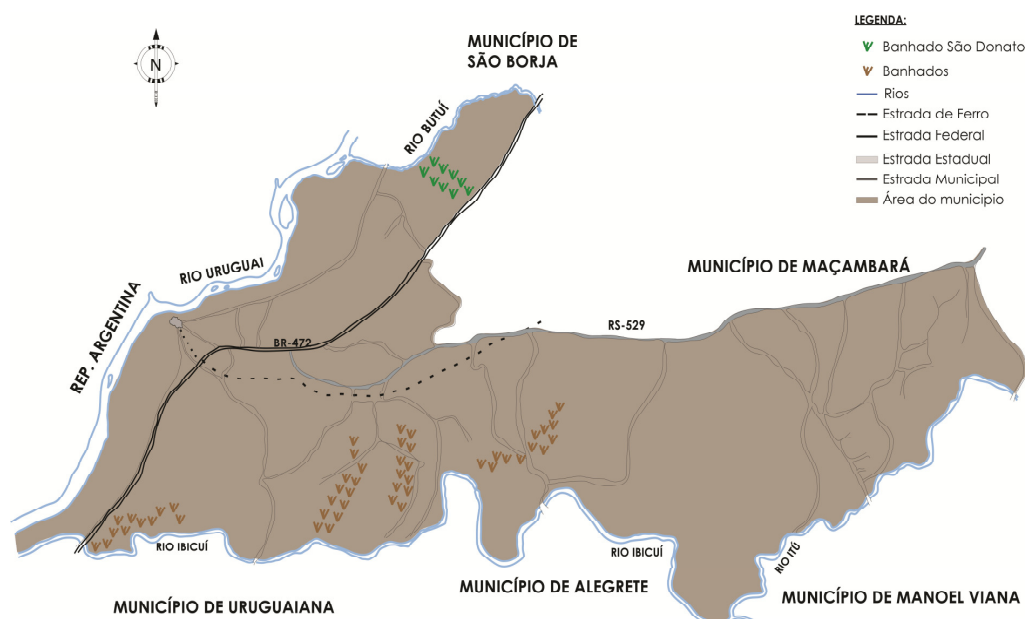 LEGENDA:
Banhado São Donato
Banhados
Rios
Estrada de Ferro
Estrada Federal
Estrada Estadual
Estrada Municipal
Área do municipio
N
MUNICÍPIO DE
SÃO BORJA
RIO BUTUÍ
RIO URUGUAI
REP. ARGENTINA
MUNICÍPIO DE MAÇAMBARÁ
RS-529
BR-472
RIO IBICUÍ
RIO IBICUÍ
RIO ITÚ
MUNICÍPIO DE ALEGRETE
MUNICÍPIO DE URUGUAIANA
MUNICÍPIO DE MANOEL VIANA